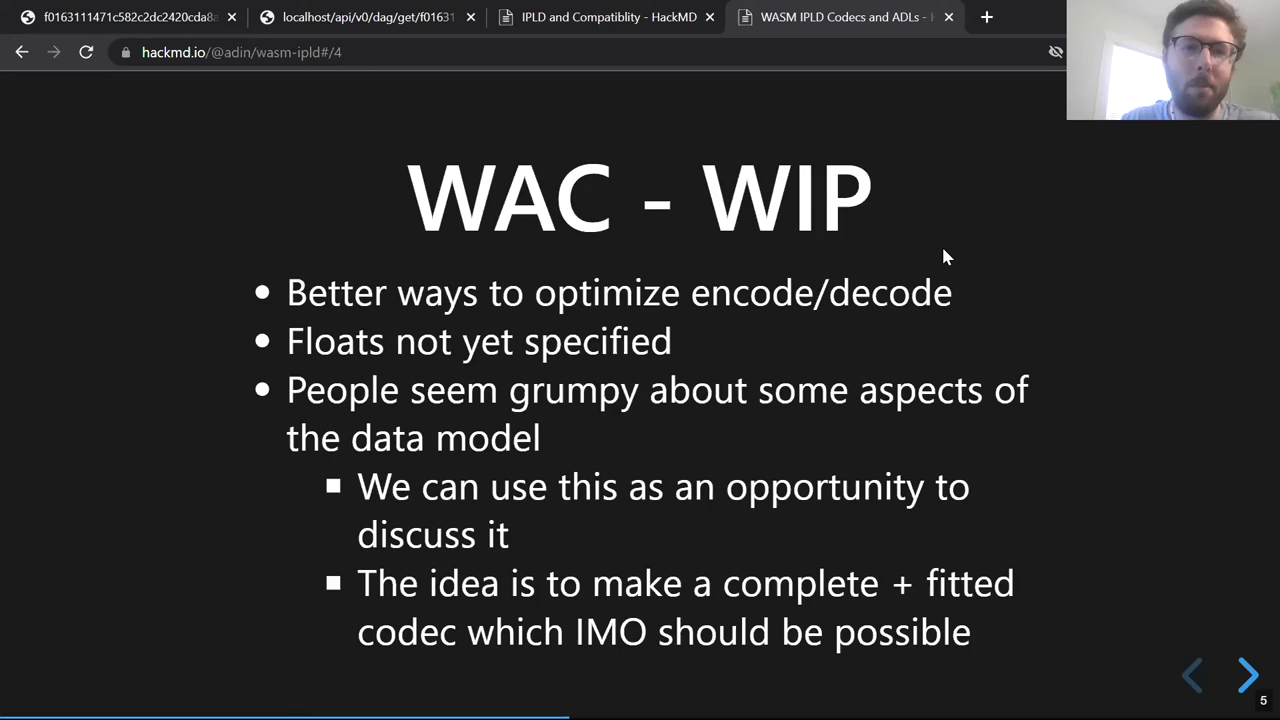 f0163111471c582c2dc2420cda8a
localhost/api/v0/dag/get/f01631
IPLD and Compatiblity - HackMD
WASM IPLD Codecs and ADLs -
hackmd.io/@adin/wasm-ipld#/4
WAC - WIP
• Better ways to optimize encode/decode
• Floats not yet specified
• People seem grumpy about some aspects of
the data model
▪ We can use this as an opportunity to
discuss it
▪ The idea is to make a complete + fitted
codec which IMO should be possible
5